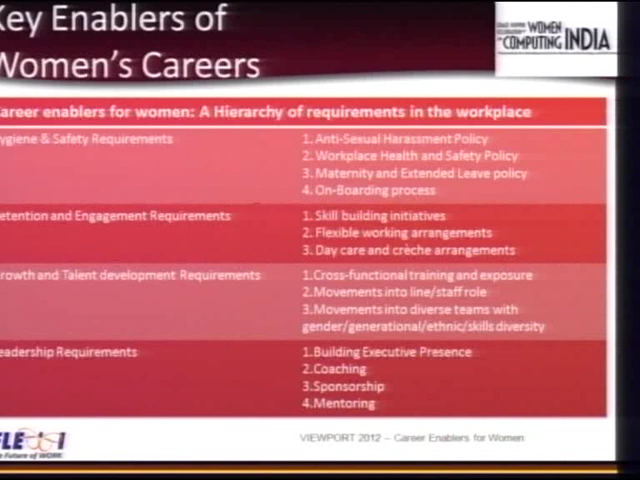 Key Enablers of
Women's Careers
WOMEN
COMPUTING INDIA
areer enablers for women: A Hierarchy of requirements in the workplace
ygiene & Safety Requirements
1. Anti-Sexual Harassment Policy
2. Workplace Health and Safety Policy
3. Maternity and Extended Leave policy
4. On-Boarding process
etention and Engagement Requirements
1. Skill building initiatives
2. Flexible working arrangements
3. Day care and crèche arrangements
rowth and Talent development Requirements
1.Cross-functional training and exposure
2.Movements into line/staff role
3.Movements into diverse teams with
gender/generational/ethnic/skills diversity
eadership Requirements
1.Building Executive Presence
2.Coaching
3.Sponsorship
4.Mentoring
e Future of WORK
VIEWPORT 2012 – Career Enablers for Women